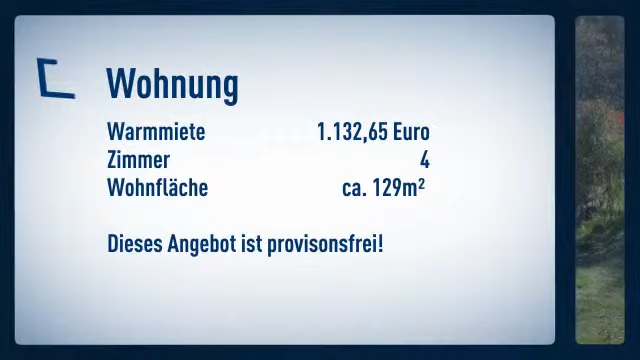 Wohnung
Warmmiete 1.132,65 Euro
Zimmer 4
Wohnfläche ca. 129m²
Dieses Angebot ist provisonsfrei!